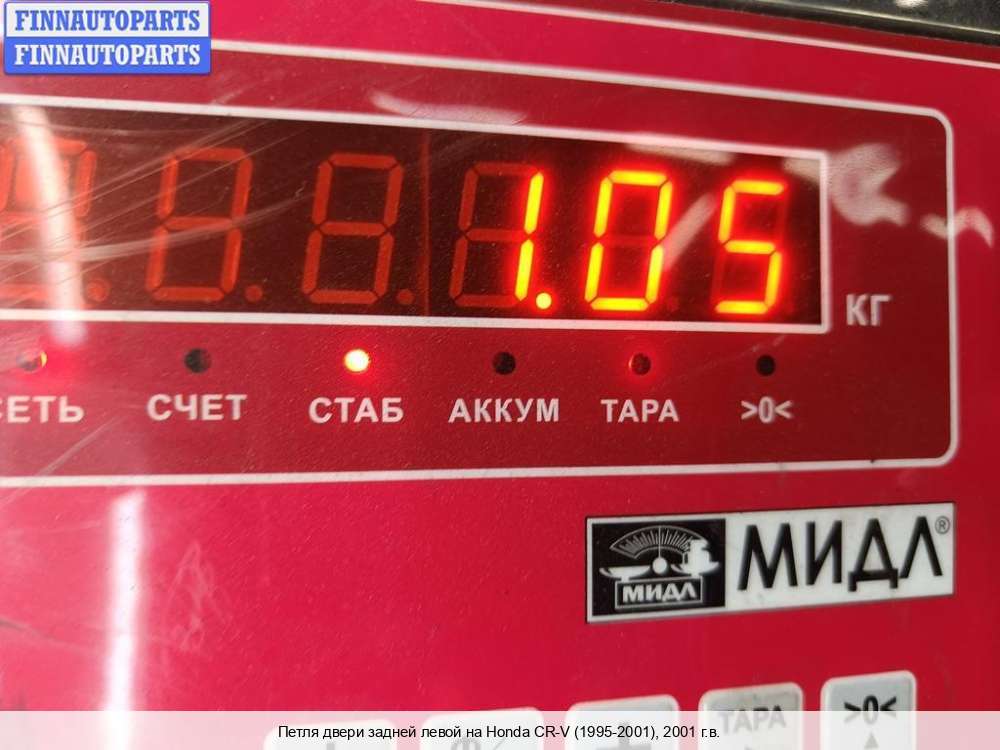 FINNAUTOPARTS
FINNAUTOPARTS
1.05
КГ
СЧЕТ СТАБ АККУМ ТАРА >0<
МИДЛ
МИДЛ®
ТАРА >0<
Петля двери задней левой на Honda CR-V (1995-2001), 2001 г.в.